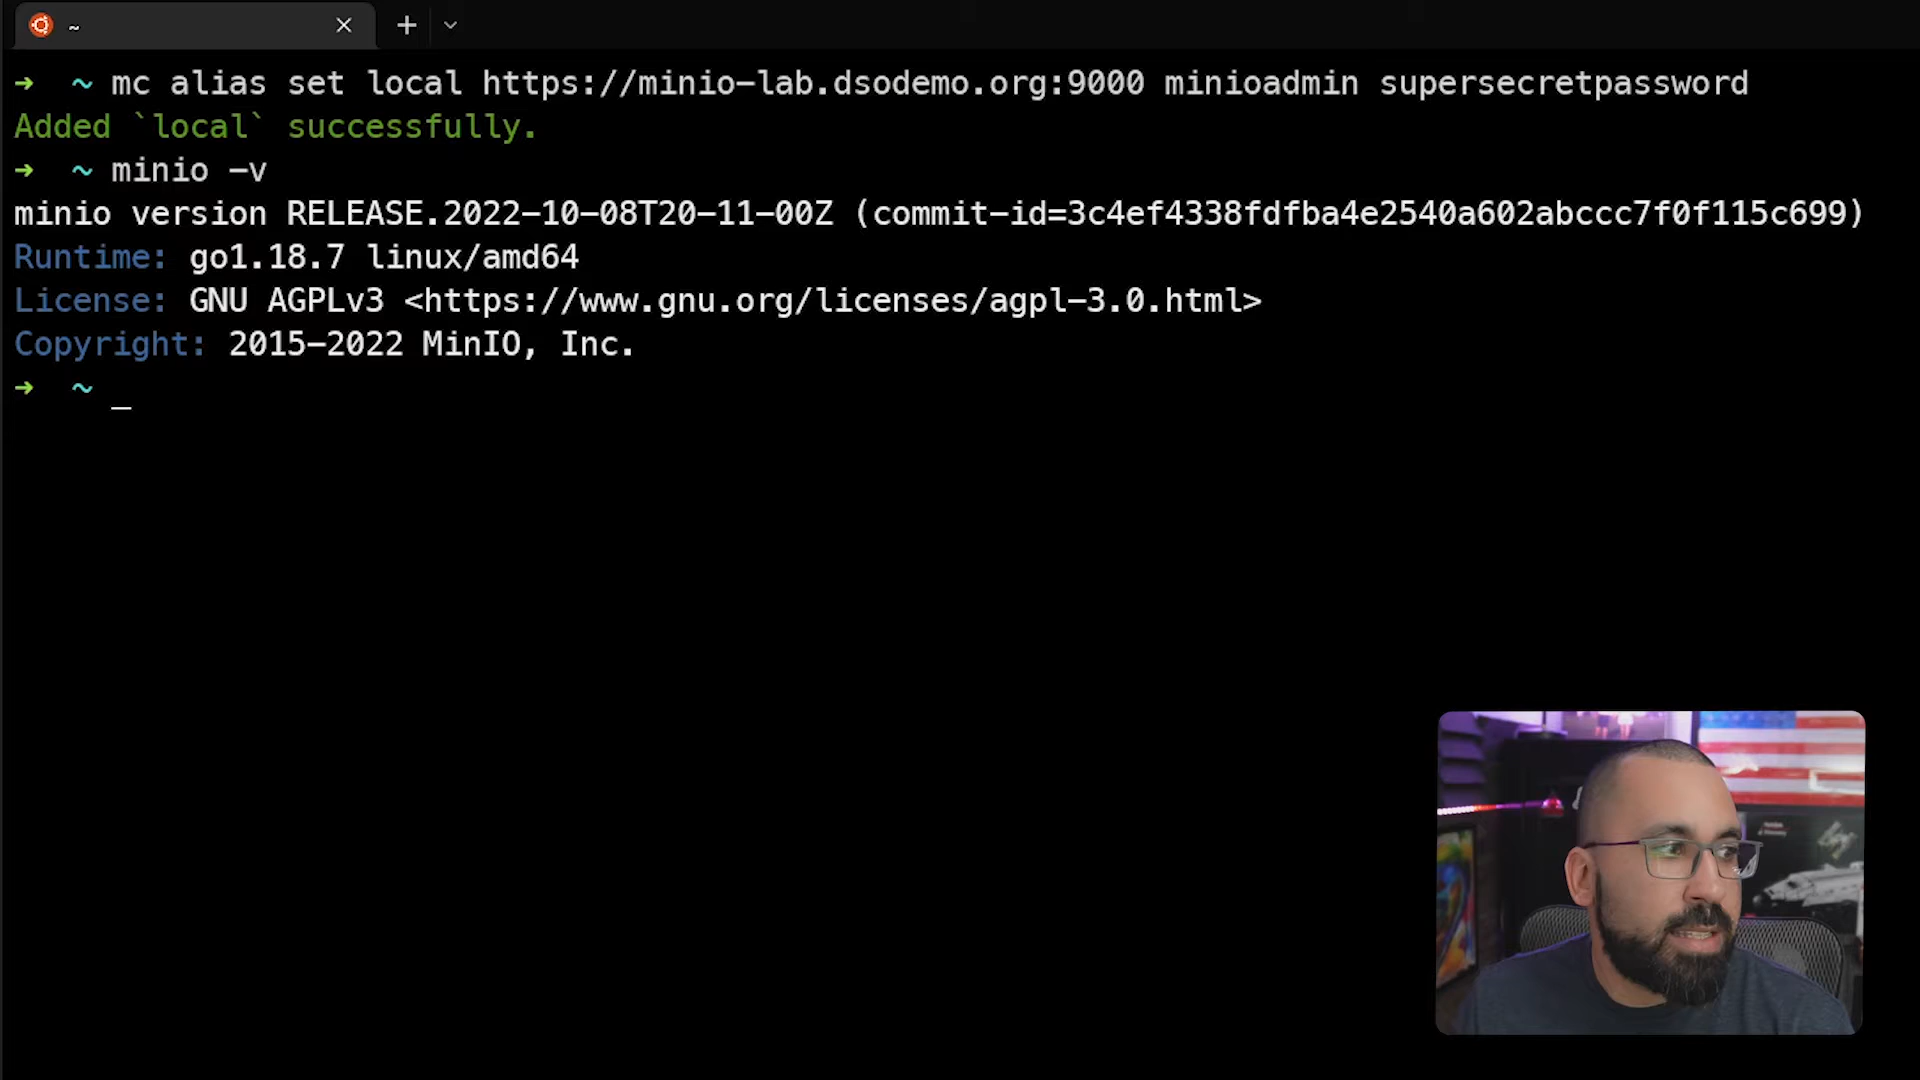 ~
➜ ~ mc alias set local https://minio-lab.dsodemo.org:9000 minioadmin supersecretpassword
Added `local` successfully.
➜ ~ minio -v
minio version RELEASE.2022-10-08T20-11-00Z (commit-id=3c4ef4338fdfba4e2540a602abccc7f0f115c699)
Runtime: go1.18.7 linux/amd64
License: GNU AGPLv3 <https://www.gnu.org/licenses/agpl-3.0.html>
Copyright: 2015-2022 MinIO, Inc.
➜ ~ _